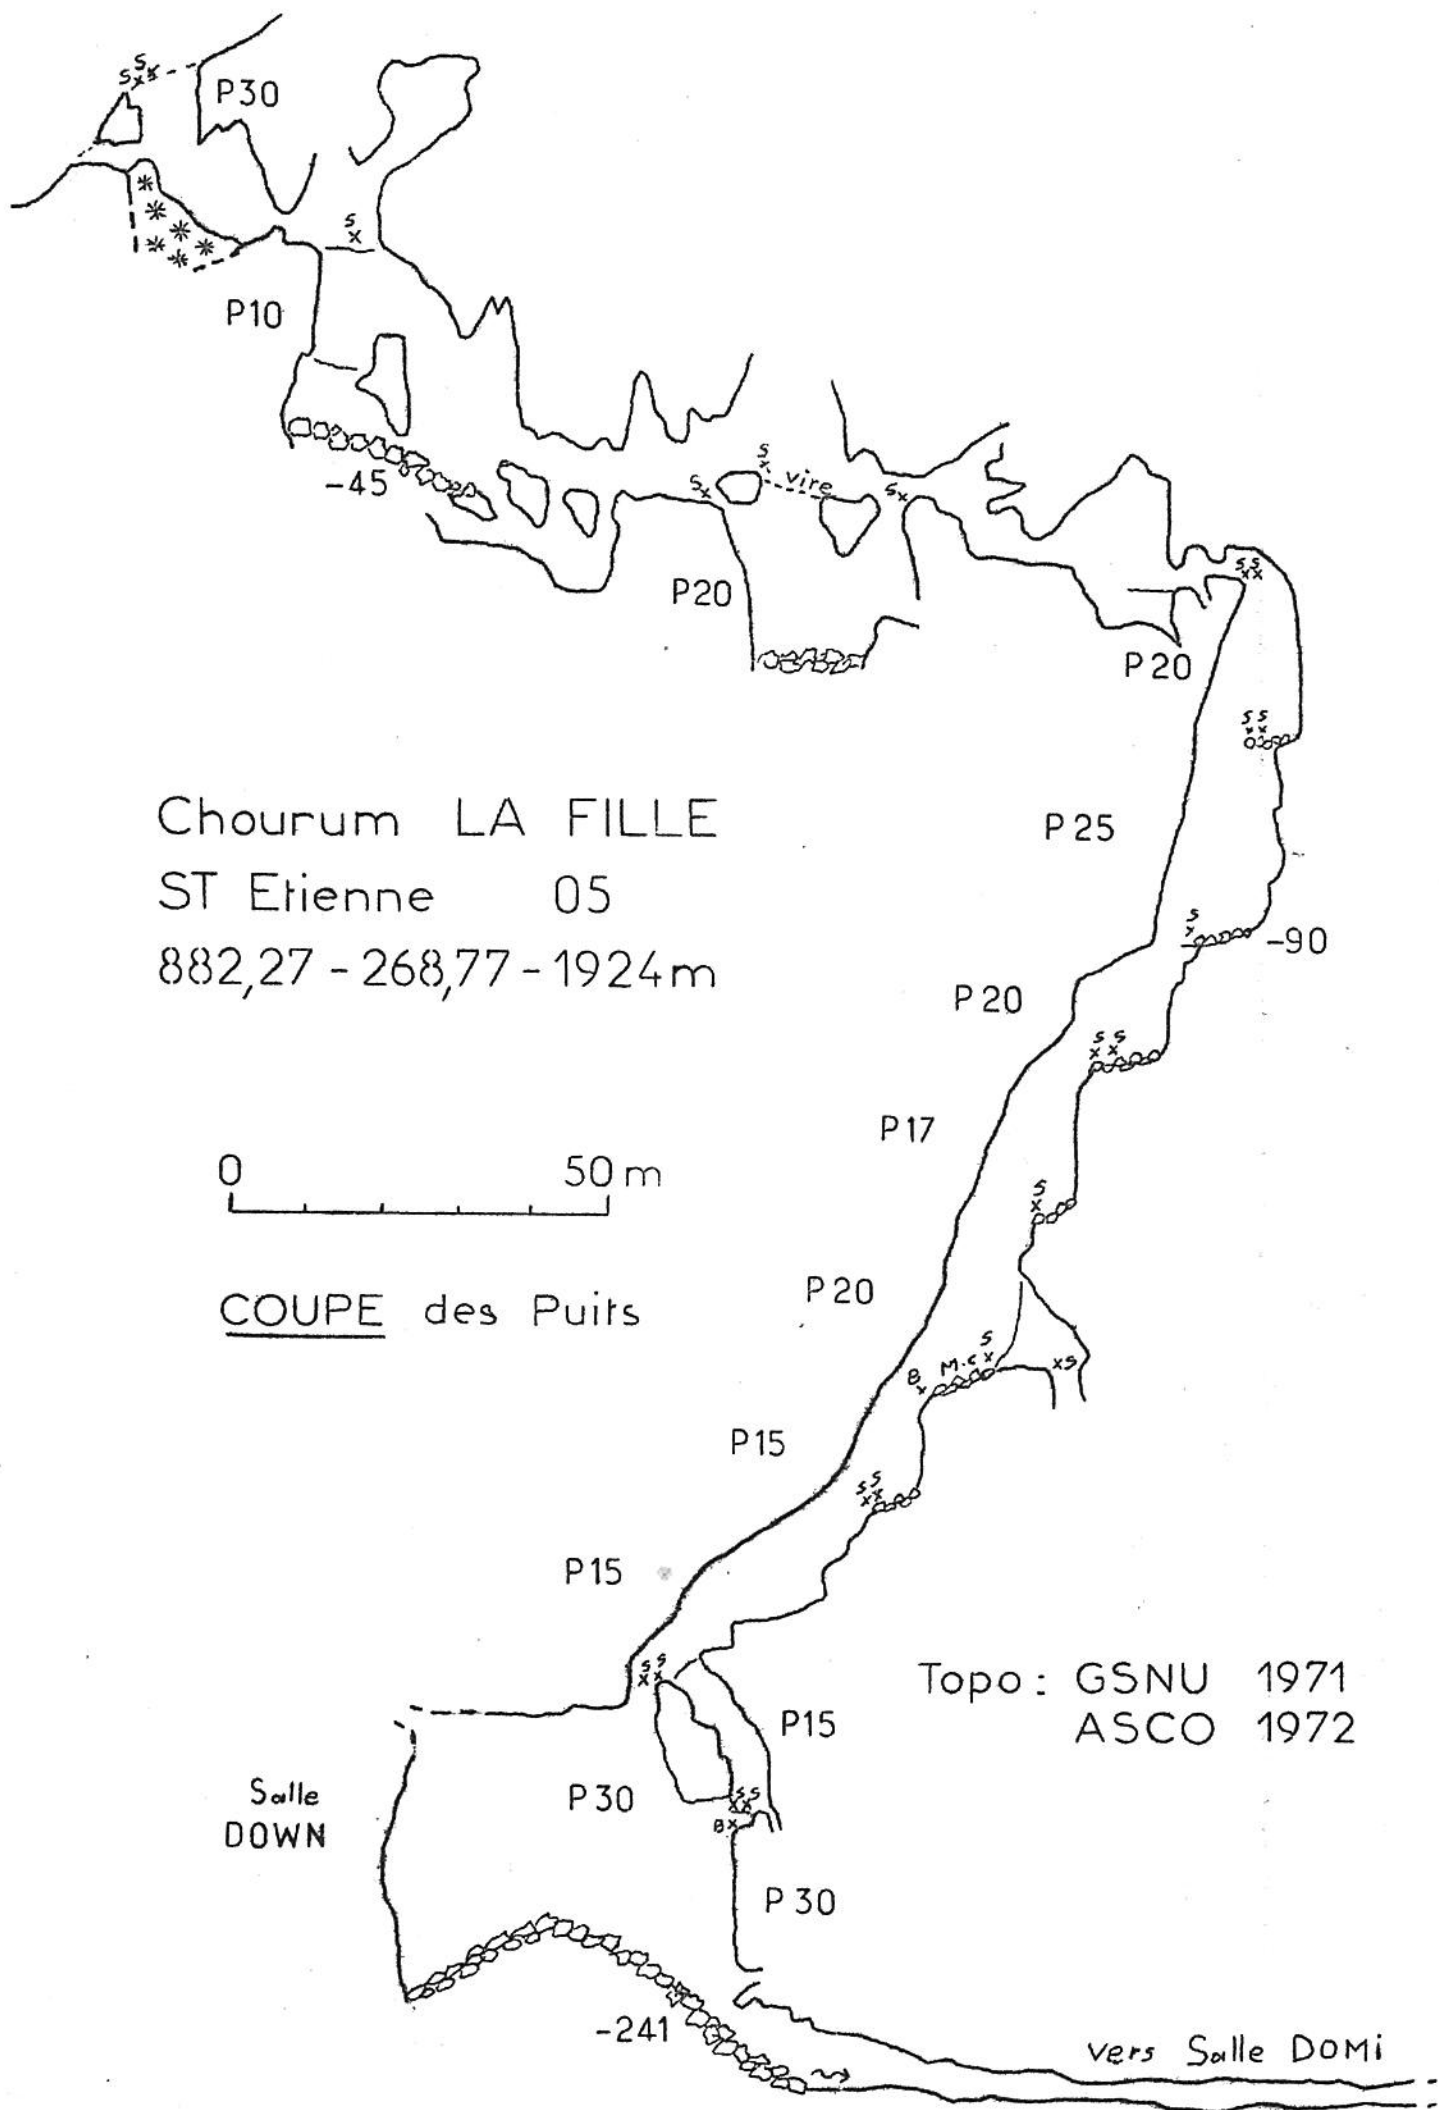 S S
P30
S
P10
-45
S
S
vire
S
P20
S S
P20
S S
Chourum LA FILLE
ST Etienne 05
882,27 - 268,77 - 1924m
P25
S
-90
P20
S S
P17
0 50m
S
COUPE des Puits
P20
S
B M.C
S
P15
S S
P15
S S
Topo : GSNU 1971
ASCO 1972
P15
Salle
DOWN
P30
S S
B
P30
-241
vers Salle DOMi